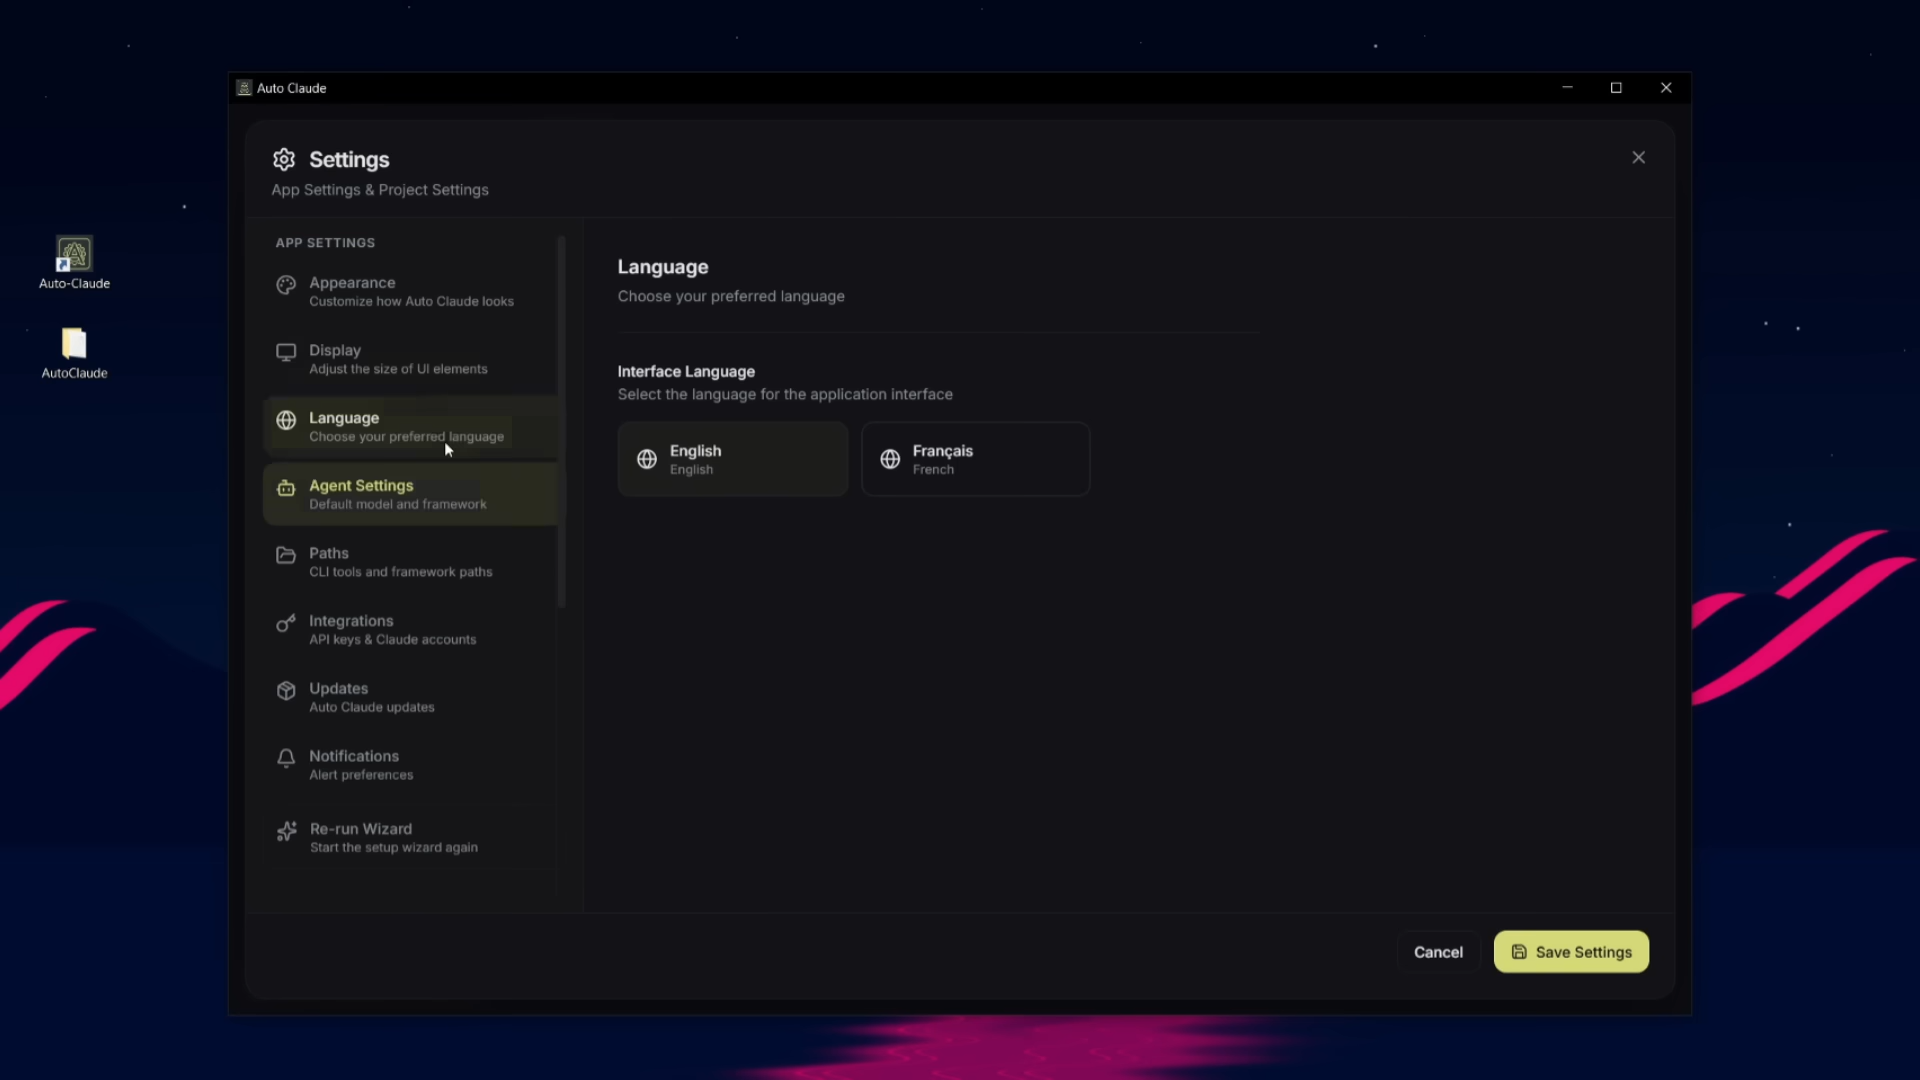 Auto Claude
Settings
App Settings & Project Settings
Auto-Claude
AutoClaude
APP SETTINGS
Appearance
Customize how Auto Claude looks
Display
Adjust the size of UI elements
Language
Choose your preferred language
Agent Settings
Default model and framework
Paths
CLI tools and framework paths
Integrations
API keys & Claude accounts
Updates
Auto Claude updates
Notifications
Alert preferences
Re-run Wizard
Start the setup wizard again
Language
Choose your preferred language
Interface Language
Select the language for the application interface
English
English
Français
French
Cancel
Save Settings